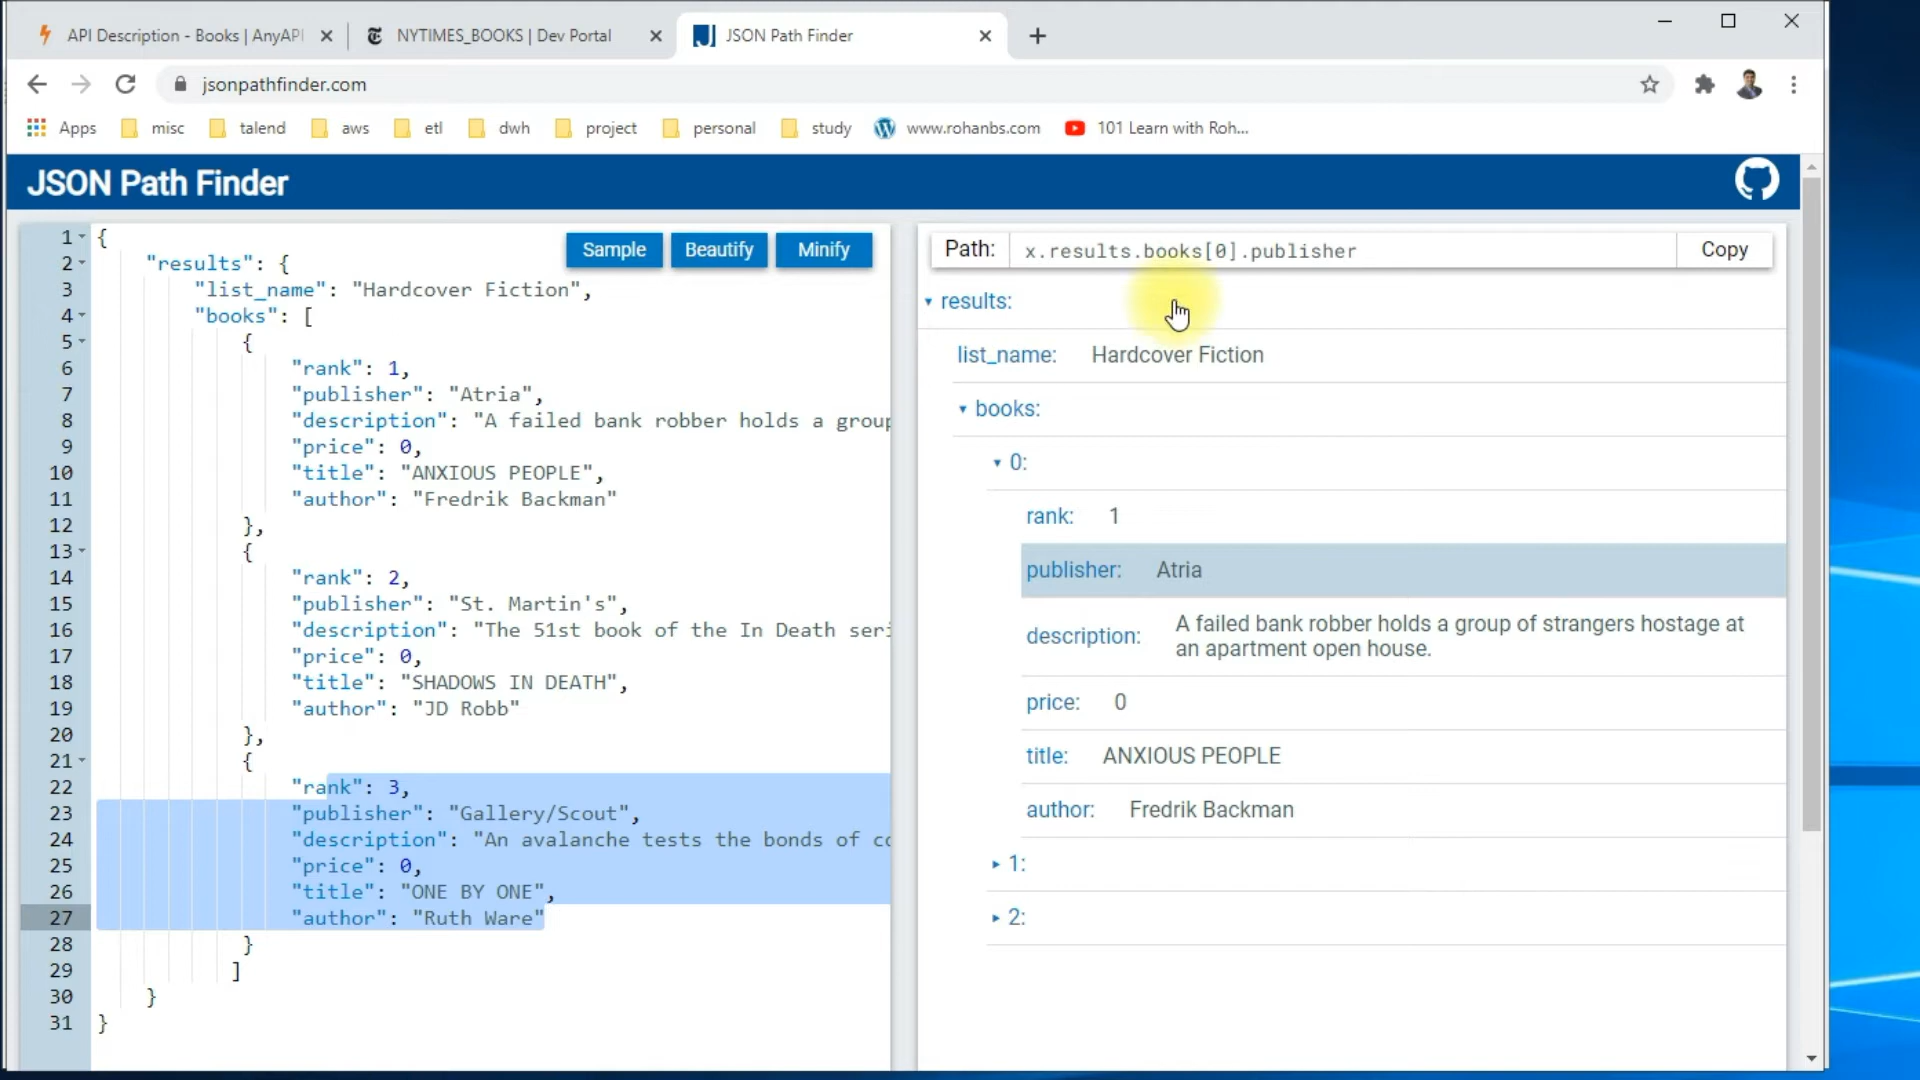 API Description - Books | AnyAPI
NYTIMES_BOOKS | Dev Portal
JSON Path Finder
jsonpathfinder.com
Apps misc talend aws etl dwh project personal study www.rohanbs.com 101 Learn with Roh...
JSON Path Finder
Sample Beautify Minify
1 {
2 "results": {
3 "list_name": "Hardcover Fiction",
4 "books": [
5 {
6 "rank": 1,
7 "publisher": "Atria",
8 "description": "A failed bank robber holds a group
9 "price": 0,
10 "title": "ANXIOUS PEOPLE",
11 "author": "Fredrik Backman"
12 },
13 {
14 "rank": 2,
15 "publisher": "St. Martin's",
16 "description": "The 51st book of the In Death seri
17 "price": 0,
18 "title": "SHADOWS IN DEATH",
19 "author": "JD Robb"
20 },
21 {
22 "rank": 3,
23 "publisher": "Gallery/Scout",
24 "description": "An avalanche tests the bonds of co
25 "price": 0,
26 "title": "ONE BY ONE",
27 "author": "Ruth Ware"
28 }
29 ]
30 }
31 }
Path: x.results.books[0].publisher Copy
results:
list_name: Hardcover Fiction
books:
0:
rank: 1
publisher: Atria
description: A failed bank robber holds a group of strangers hostage at
an apartment open house.
price: 0
title: ANXIOUS PEOPLE
author: Fredrik Backman
1:
2: